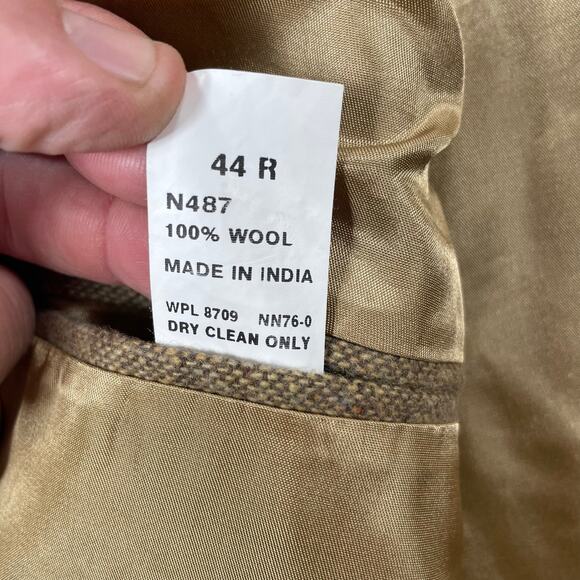 44 R
N487
100% WOOL
MADE IN INDIA
WPL 8709 NN76-0
DRY CLEAN ONLY